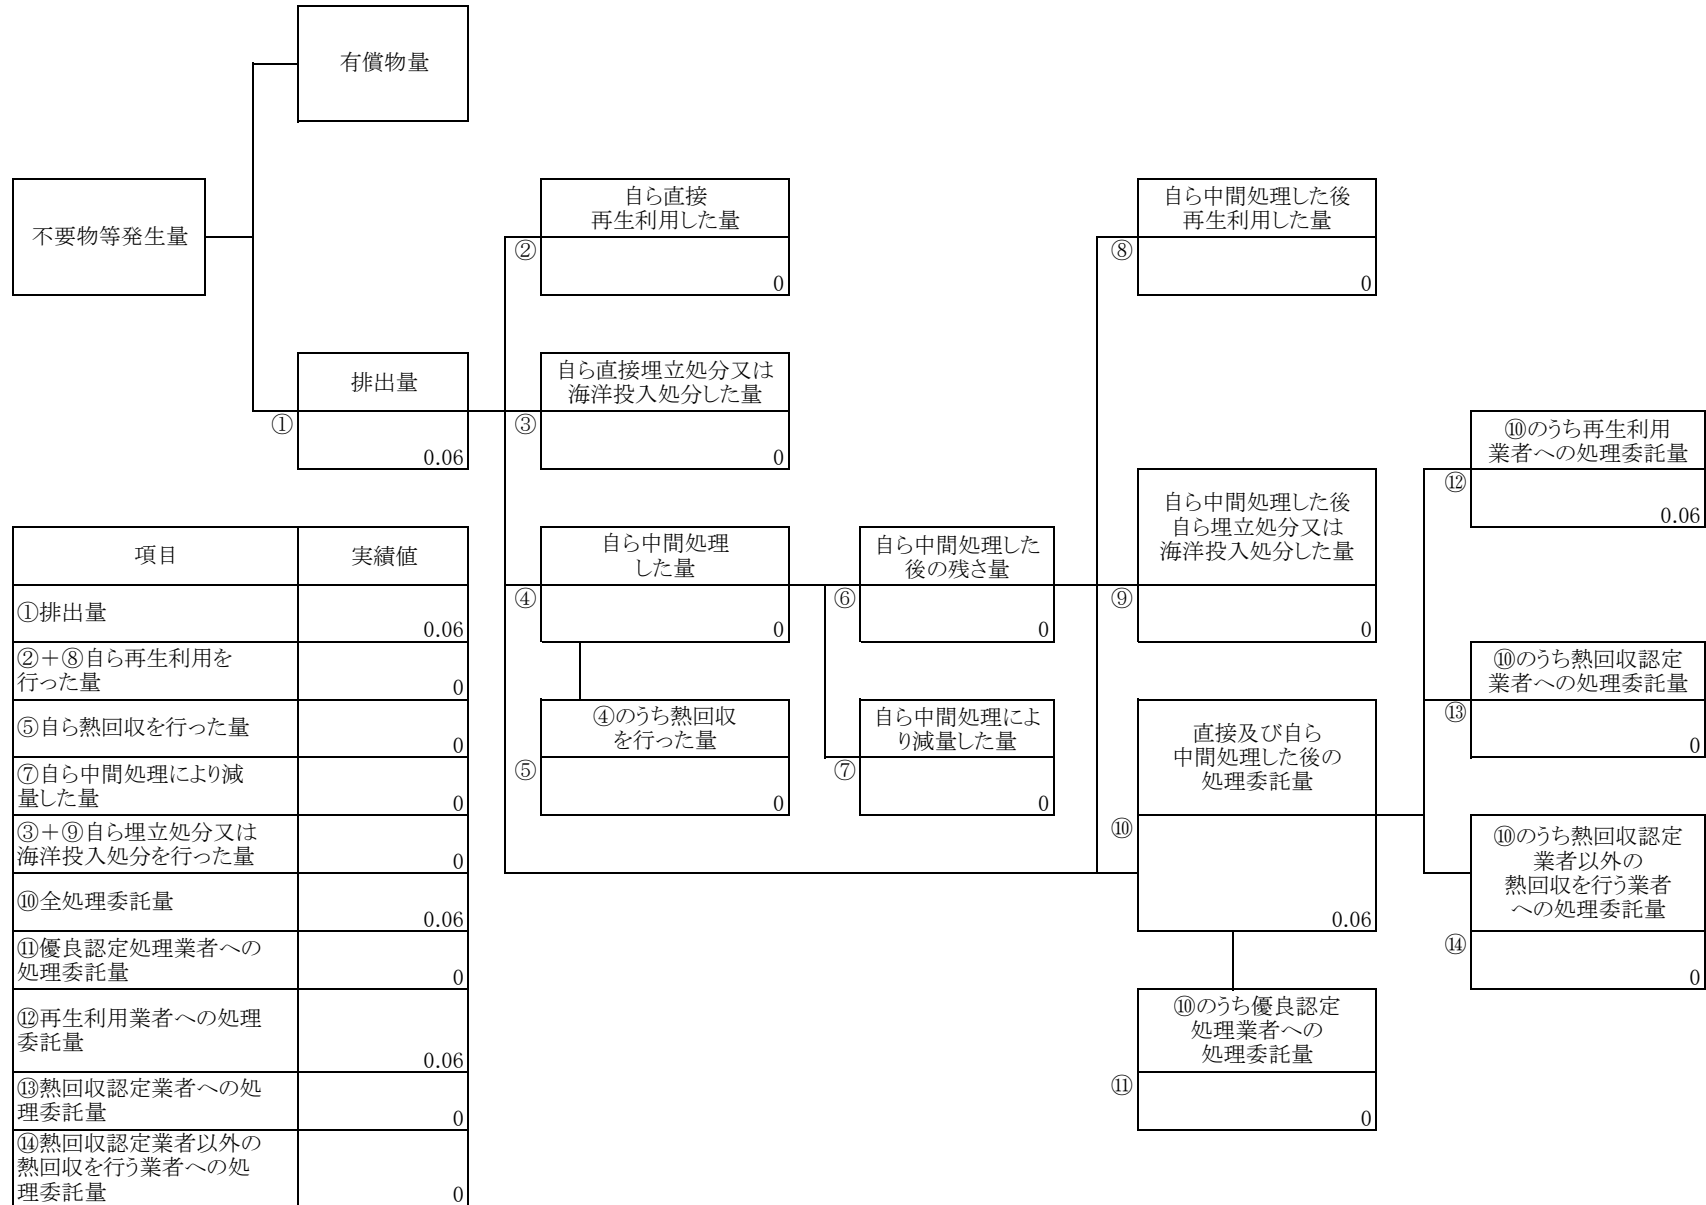 有償物量
不要物等発生量
自ら直接
再生利用した量
②
0
自ら中間処理した後
再生利用した量
⑧
0
排出量
①
0.06
自ら直接埋立処分又は
海洋投入処分した量
③
0
⑩のうち再生利用
業者への処理委託量
⑫
0.06
自ら中間処理
した量
④
0
自ら中間処理した
後の残さ量
⑥
0
自ら中間処理した後
自ら埋立処分又は
海洋投入処分した量
⑨
0
④のうち熱回収
を行った量
⑤
0
自ら中間処理によ
り減量した量
⑦
0
直接及び自ら
中間処理した後の
処理委託量
⑩
0.06
⑩のうち熱回収認定
業者への処理委託量
⑬
0
⑩のうち熱回収認定
業者以外の
熱回収を行う業者
への処理委託量
⑭
0
⑩のうち優良認定
処理業者への
処理委託量
⑪
0
項目 実績値
①排出量
0.06
②＋⑧自ら再生利用を
行った量
0
⑤自ら熱回収を行った量
0
⑦自ら中間処理により減
量した量
0
③＋⑨自ら埋立処分又は
海洋投入処分を行った量
0
⑩全処理委託量
0.06
⑪優良認定処理業者への
処理委託量
0
⑫再生利用業者への処理
委託量
0.06
⑬熱回収認定業者への処
理委託量
0
⑭熱回収認定業者以外の
熱回収を行う業者への処
理委託量
0